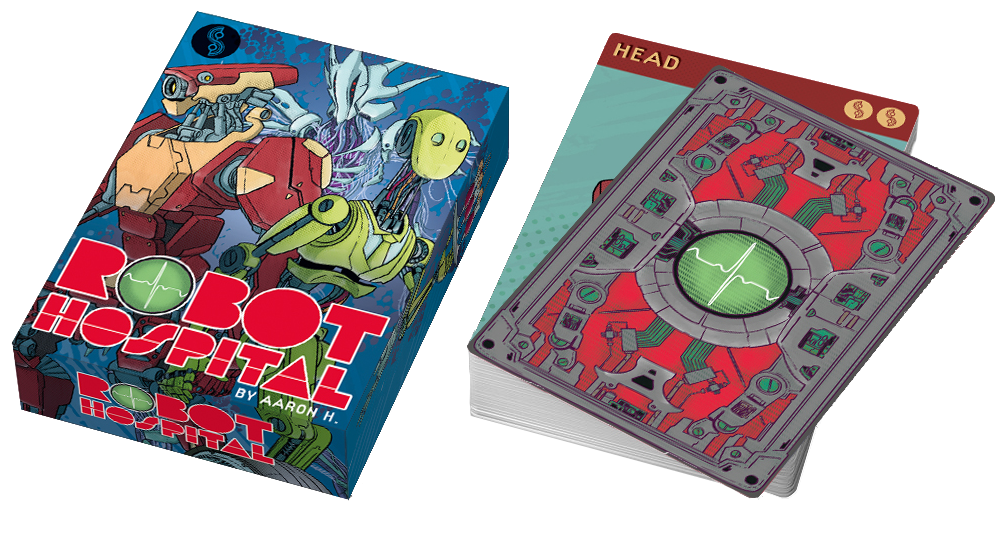 ROBOT
HOSPITAL
BY AARON H.
ROBOT
HOSPITAL
HEAD